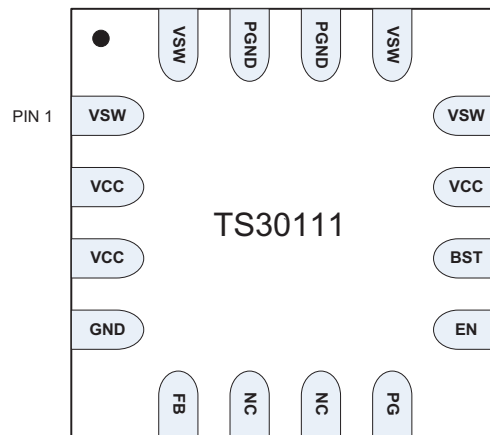 VSW PGND PGND VSW
PIN 1 VSW VSW
VCC VCC
TS30111
VCC BST
GND EN
FB NC NC PG